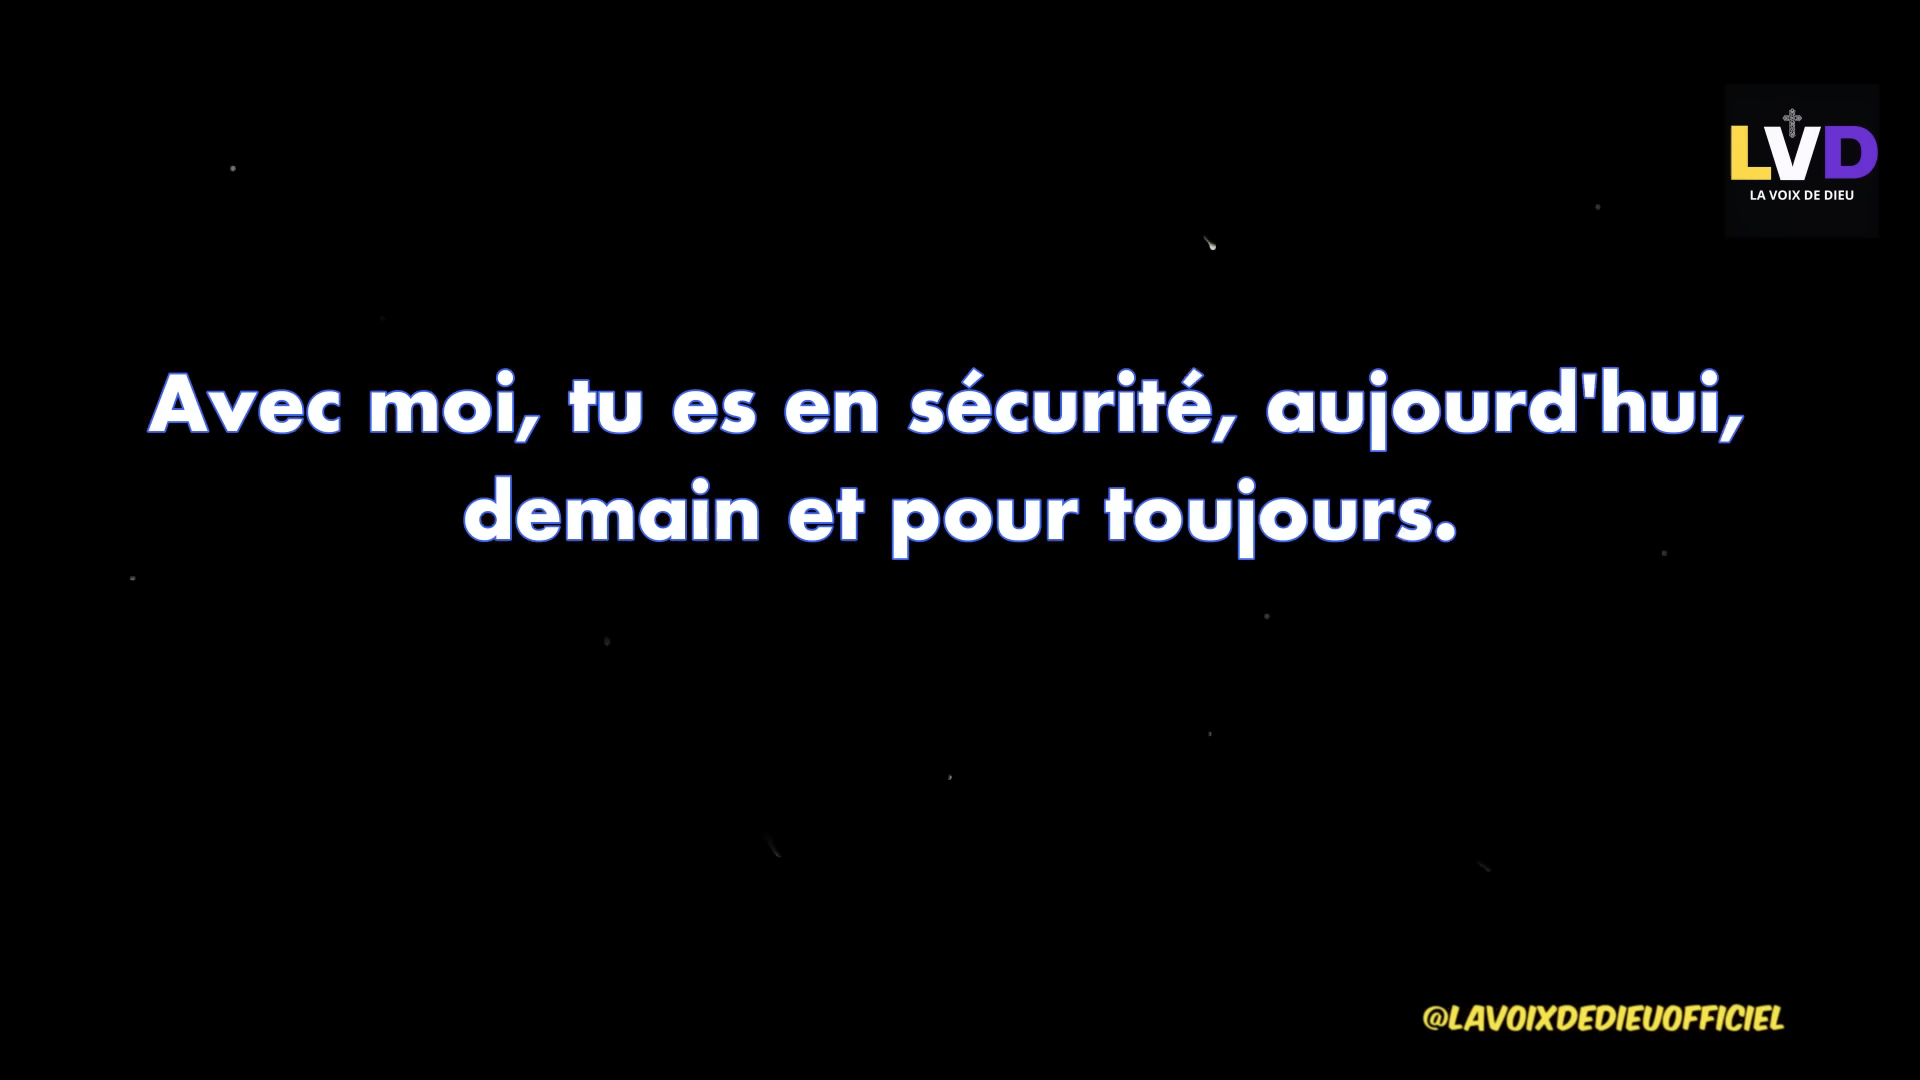 LVD
LA VOIX DE DIEU
Avec moi, tu es en sécurité, aujourd'hui,
demain et pour toujours.
@LAVOIXDEDIEUOFFICIEL